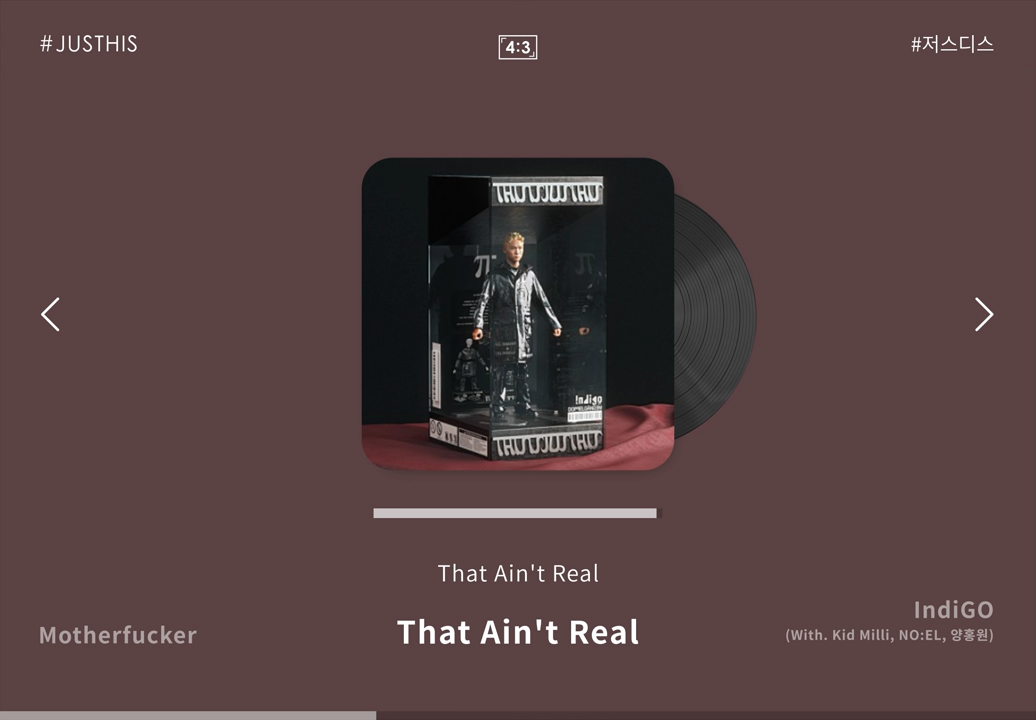 #JUSTHIS
4:3
#저스디스
π
!ndigo
That Ain't Real
Motherfucker
That Ain't Real
IndiGO
(With. Kid Milli, NO:EL, 양홍원)